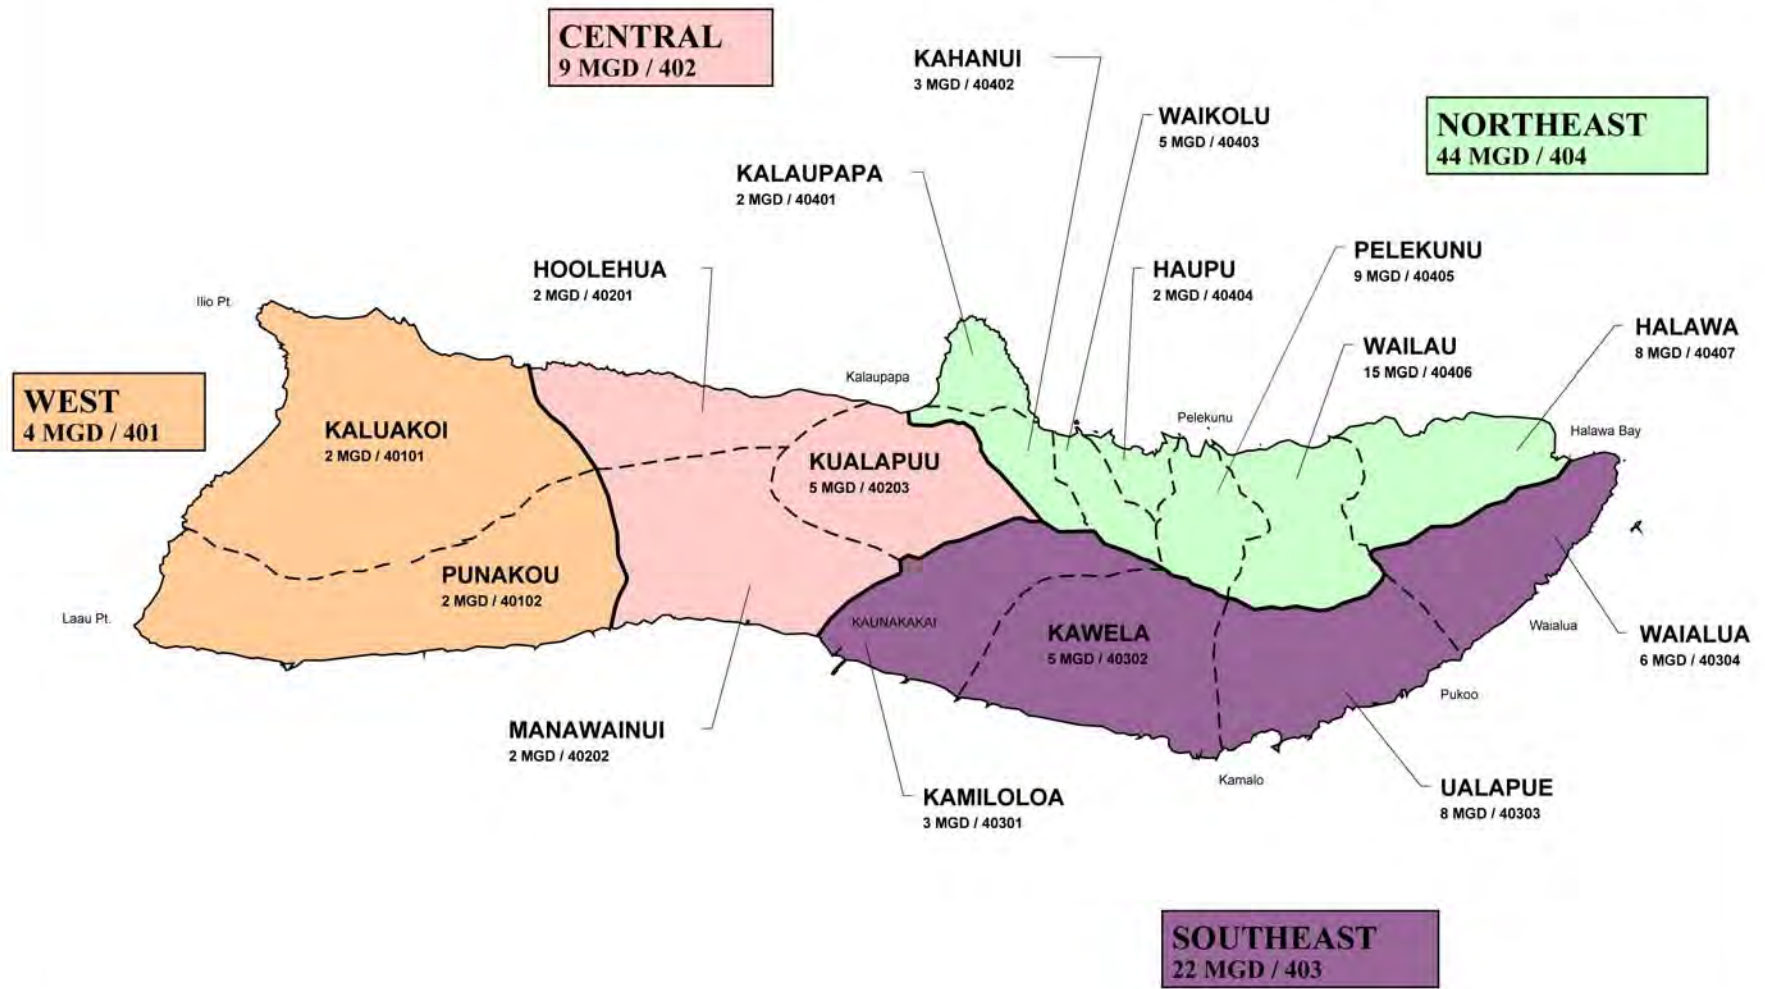 CENTRAL
9 MGD / 402
KAHANUI
3 MGD / 40402
WAIKOLU
5 MGD / 40403
NORTHEAST
44 MGD / 404
KALAUPAPA
2 MGD / 40401
HOOLEHUA
2 MGD / 40201
HAUPU
2 MGD / 40404
PELEKUNU
9 MGD / 40405
Ilio Pt.
HALAWA
8 MGD / 40407
WAILAU
15 MGD / 40406
Kalaupapa
WEST
4 MGD / 401
Pelekunu
Halawa Bay
KALUAKOI
2 MGD / 40101
KUALAPUU
5 MGD / 40203
PUNAKOU
2 MGD / 40102
Laau Pt.
KAUNAKAKAI
KAWELA
5 MGD / 40302
Waialua
WAIALUA
6 MGD / 40304
Pukoo
MANAWAINUI
2 MGD / 40202
Kamalo
KAMILOLOA
3 MGD / 40301
UALAPUE
8 MGD / 40303
SOUTHEAST
22 MGD / 403